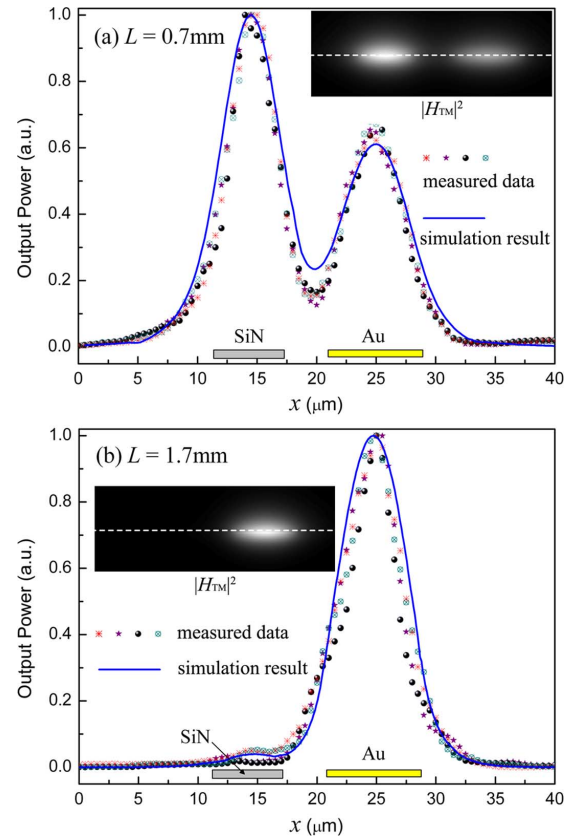 (a) L = 0.7mm
|H_TM|²
measured data
simulation result
SiN
Au
Output Power (a.u.)
1.0
0.8
0.6
0.4
0.2
0.0
0 5 10 15 20 25 30 35 40
x (μm)
(b) L = 1.7mm
|H_TM|²
measured data
simulation result
SiN
Au
Output Power (a.u.)
1.0
0.8
0.6
0.4
0.2
0.0
0 5 10 15 20 25 30 35 40
x (μm)